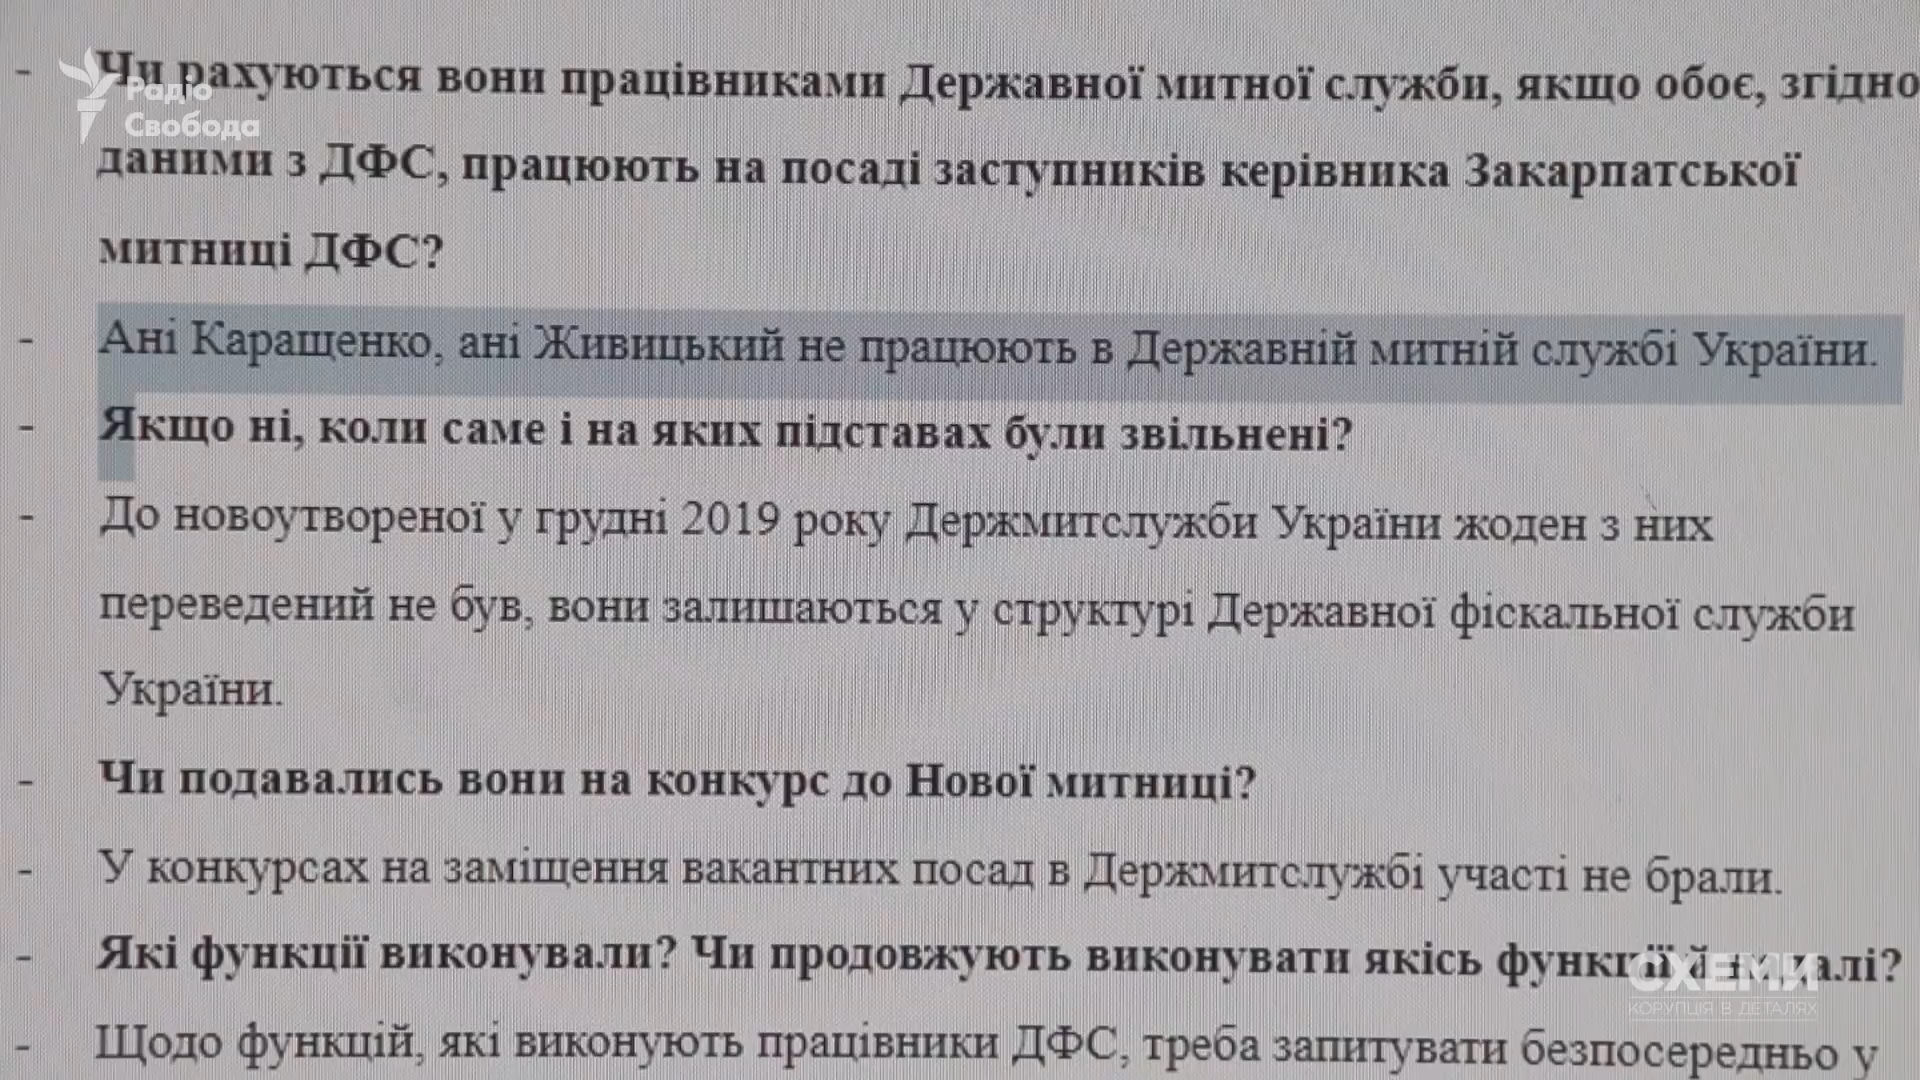 - Чи рахуються вони працівниками Державної митної служби, якщо обоє, згідно
Радіо
Свобода
даними з ДФС, працюють на посаді заступників керівника Закарпатської
митниці ДФС?
- Ані Каращенко, ані Живицький не працюють в Державній митній службі України.
- Якщо ні, коли саме і на яких підставах були звільнені?
- До новоутвореної у грудні 2019 року Держмитслужби України жоден з них
переведений не був, вони залишаються у структурі Державної фіскальної служби
України.
- Чи подавались вони на конкурс до Нової митниці?
- У конкурсах на заміщення вакантних посад в Держмитслужбі участі не брали.
- Які функції виконували? Чи продовжують виконувати якісь функції й надалі?
СХЕМИ
КОРУПЦІЯ В ДЕТАЛЯХ
- Щодо функцій, які виконують працівники ДФС, треба запитувати безпосередньо у